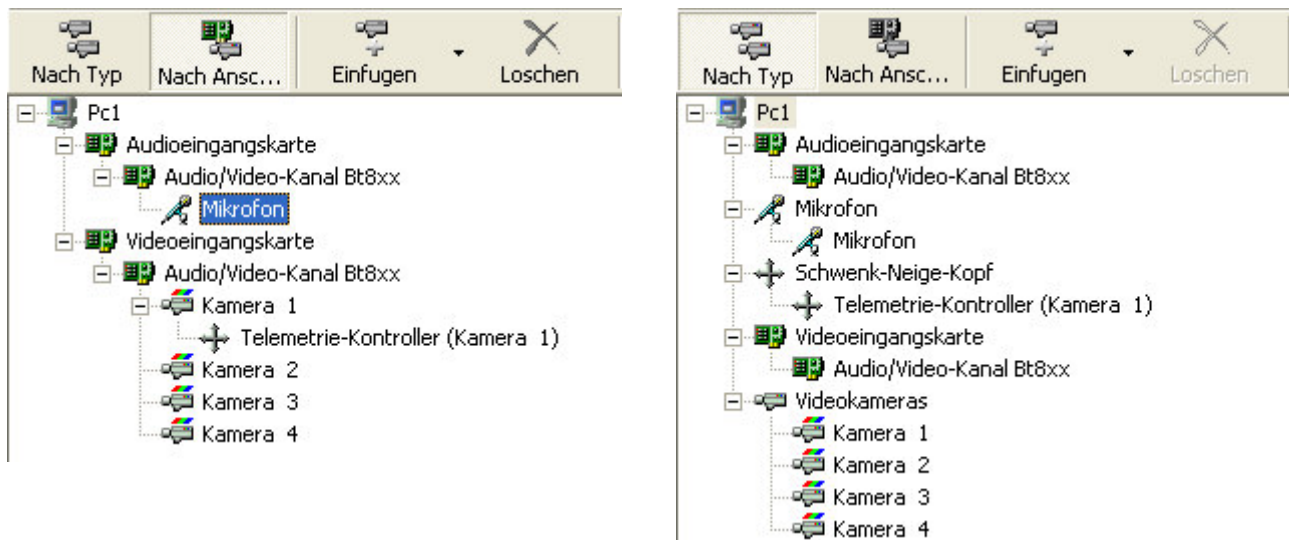 Nach Typ Nach Ansc... Einfugen Loschen
Pc1
Audioeingangskarte
Audio/Video-Kanal Bt8xx
Mikrofon
Videoeingangskarte
Audio/Video-Kanal Bt8xx
Kamera 1
Telemetrie-Kontroller (Kamera 1)
Kamera 2
Kamera 3
Kamera 4
Nach Typ Nach Ansc... Einfugen Loschen
Pc1
Audioeingangskarte
Audio/Video-Kanal Bt8xx
Mikrofon
Mikrofon
Schwenk-Neige-Kopf
Telemetrie-Kontroller (Kamera 1)
Videoeingangskarte
Audio/Video-Kanal Bt8xx
Videokameras
Kamera 1
Kamera 2
Kamera 3
Kamera 4